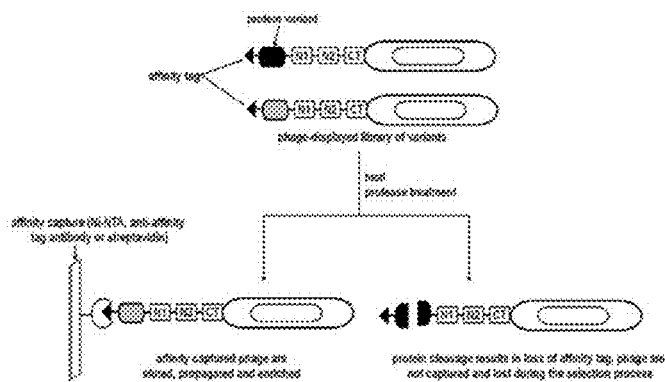 protein variant
N1 N2 CT
affinity tag
N1 N2 CT
phage-displayed library of variants
heat
protease treatment
affinity capture (Ni-NTA, anti-affinity
tag antibody or streptavidin)
N1 N2 CT
N1 N2 CT
affinity captured phage are
eluted, propagated and enriched
protein cleavage results in loss of affinity tag, phage are
not captured and lost during the selection process